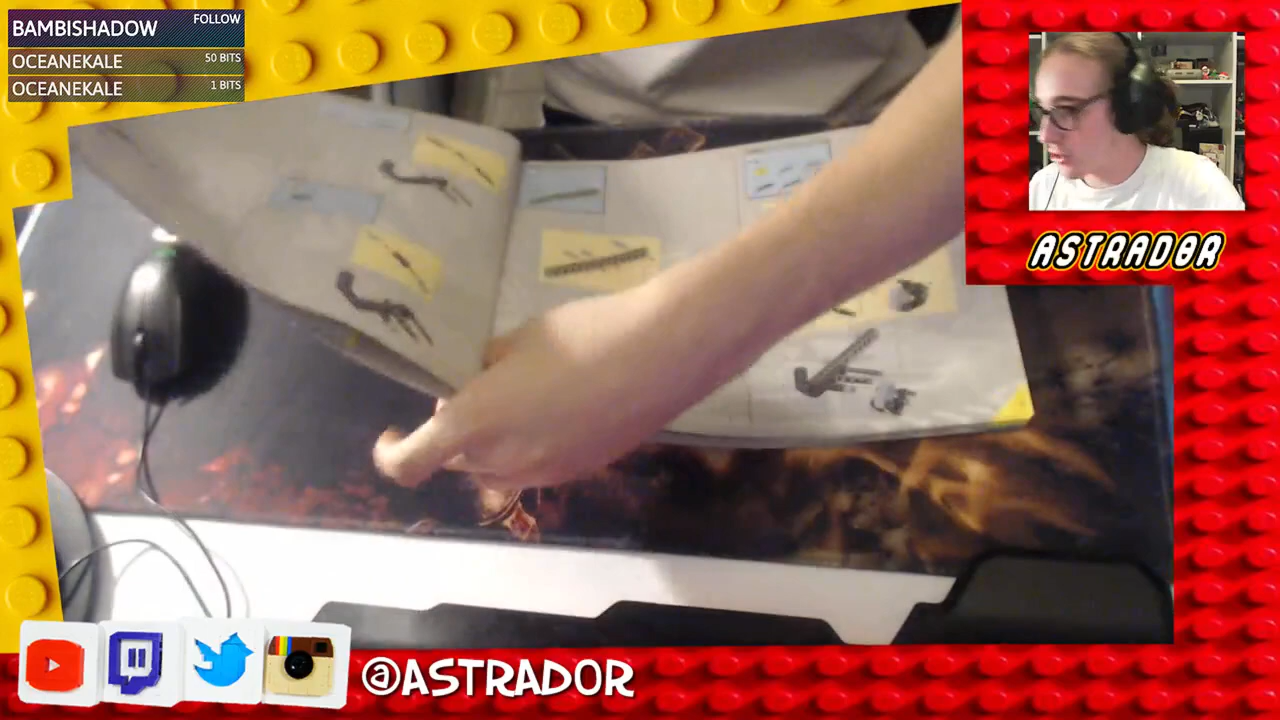 BAMBISHADOW FOLLOW
OCEANEKALE 50 BITS
OCEANEKALE 1 BITS
ASTRADOR
@ASTRADOR